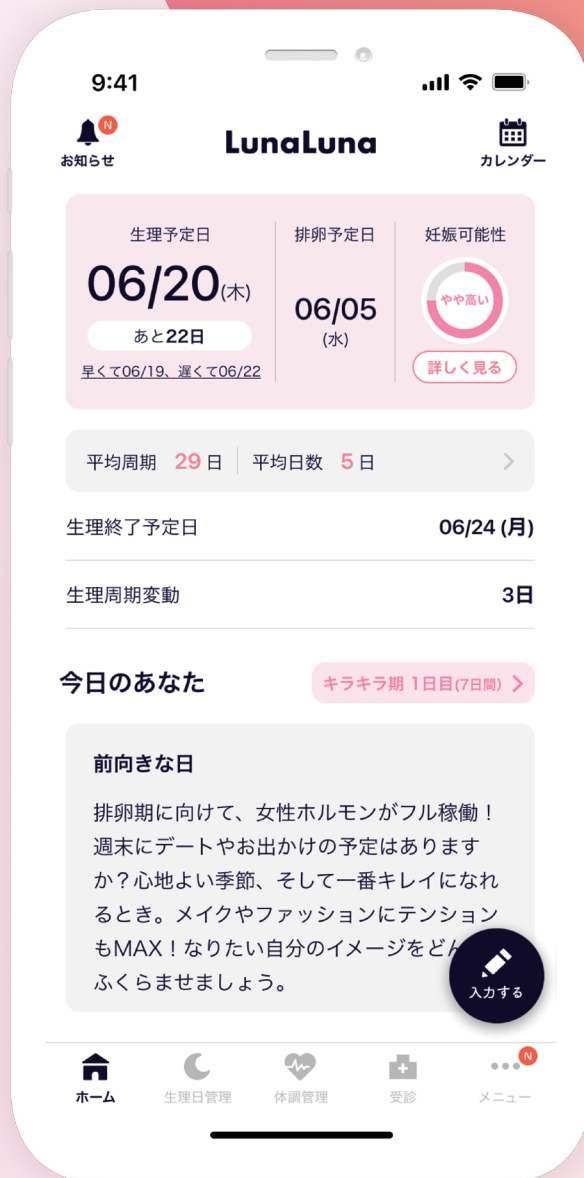 9:41
N
お知らせ
LunaLuna
カレンダー
生理予定日
06/20(木)
あと22日
早くて06/19、遅くて06/22
排卵予定日
06/05
(水)
妊娠可能性
やや高い
詳しく見る
平均周期 29日
平均日数 5日
生理終了予定日 06/24 (月)
生理周期変動 3日
今日のあなた
キラキラ期 1日目(7日間)
前向きな日
排卵期に向けて、女性ホルモンがフル稼働！
週末にデートやお出かけの予定はあります
か？心地よい季節、そして一番キレイになれ
るとき。メイクやファッションにテンション
もMAX！なりたい自分のイメージをど
ふくらませましょう。
入力する
ホーム
生理日管理
体調管理
受診
N
メニュー